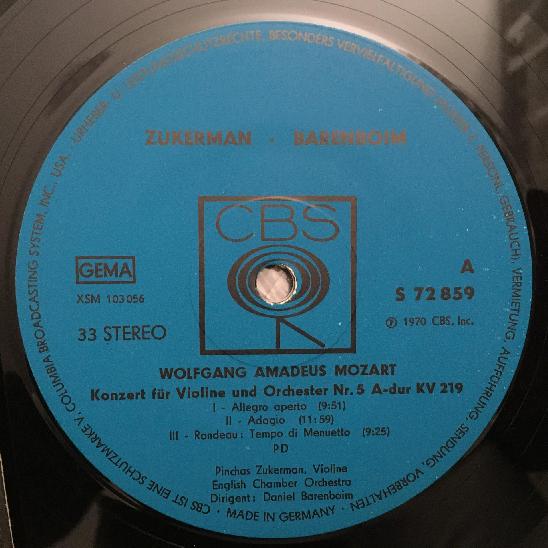 ZUKERMAN · BARENBOIM
CBS
GEMA
XSM 103056
33 STEREO
A
S 72 859
Ⓟ 1970 CBS, Inc.
WOLFGANG AMADEUS MOZART
Konzert für Violine und Orchester Nr. 5 A-dur KV 219
I - Allegro aperto (9:51)
II - Adagio (11:59)
III - Rondeau: Tempo di Menuetto (9:25)
PD
Pinchas Zukerman, Violine
English Chamber Orchestra
Dirigent: Daniel Barenboim
CBS IST EINE SCHUTZMARKE V. COLUMBIA BROADCASTING SYSTEM, INC., USA. URHEBER- U. LEISTUNGSSCHUTZRECHTE, BESONDERS VERVIELFÄLTIGUNG GEBRAUCH), VERMIETUNG, AUFFÜHRUNG, SENDUNG, VORBEHALTEN
· MADE IN GERMANY ·